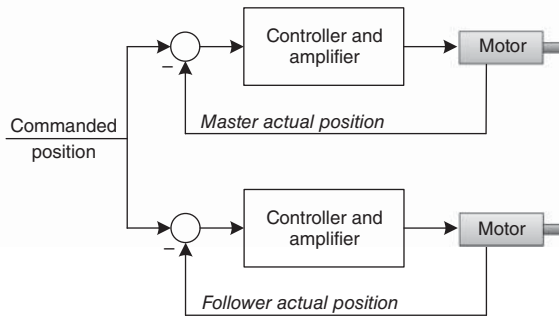 Controller and
amplifier
Motor
–
Master actual position
Commanded
position
Controller and
amplifier
Motor
–
Follower actual position